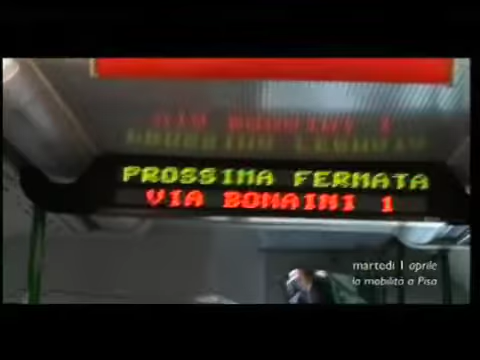 PROSSIMA FERMATA
VIA BONAINI 1
martedì 1 aprile
la mobilità a Pisa